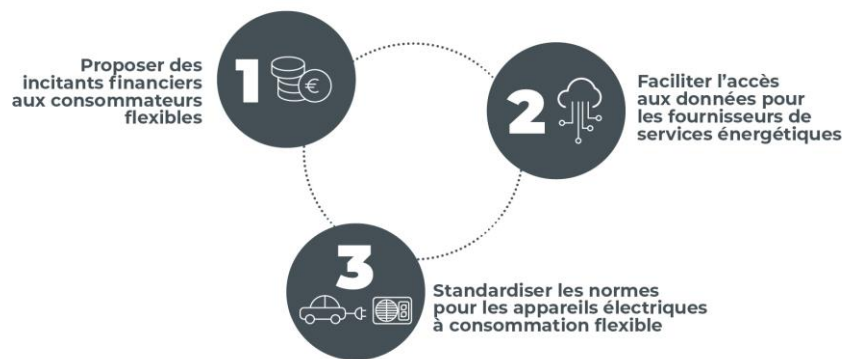 1
Proposer des
incitants financiers
aux consommateurs
flexibles
€
2
Faciliter l’accès
aux données pour
les fournisseurs de
services énergétiques
3
Standardiser les normes
pour les appareils électriques
à consommation flexible